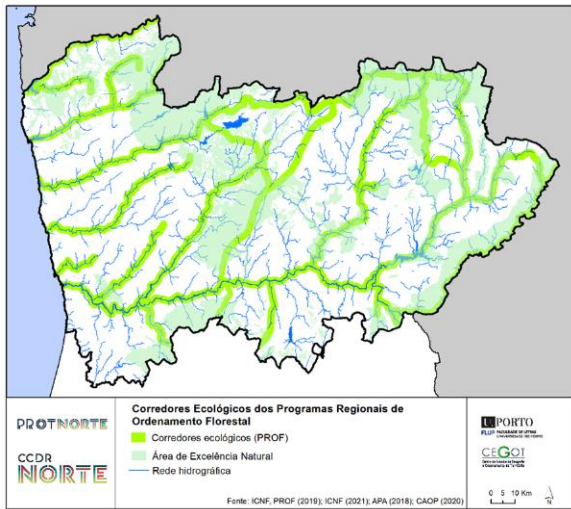 PROTNORTE
CCDR
NORTE
Corredores Ecológicos dos Programas Regionais de
Ordenamento Florestal
Corredores ecológicos (PROF)
Área de Excelência Natural
Rede hidrográfica
Fonte: ICNF, PROF (2019); ICNF (2021); APA (2018); CAOP (2020)
U.PORTO
FLUP FACULDADE DE LETRAS
UNIVERSIDADE DO PORTO
CEGOT
0 5 10 Km
N